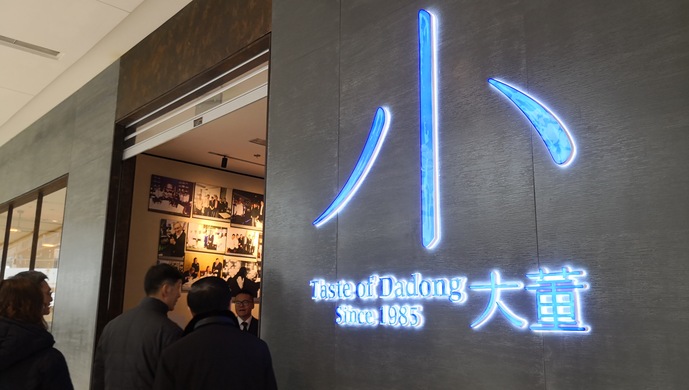 小
Taste of Dadong 大董
Since 1985